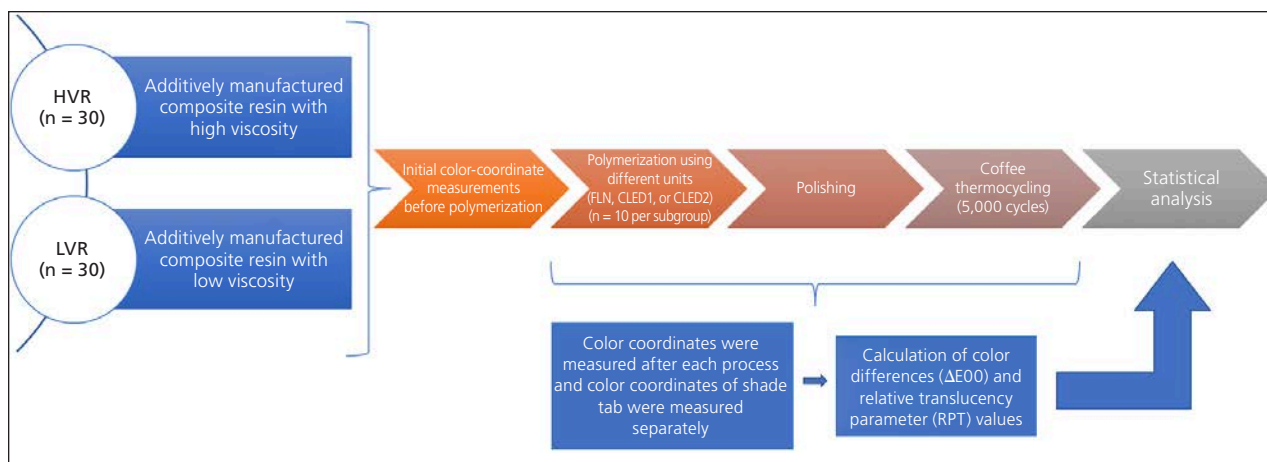 HVR
(n = 30)
Additively manufactured
composite resin with
high viscosity
LVR
(n = 30)
Additively manufactured
composite resin with
low viscosity
Initial color-coordinate
measurements
before polymerization
Polymerization using
different units
(FLN, CLED1, or CLED2)
(n = 10 per subgroup)
Polishing
Coffee
thermocycling
(5,000 cycles)
Statistical
analysis
Color coordinates were
measured after each process
and color coordinates of shade
tab were measured
separately
Calculation of color
differences (ΔE00) and
relative translucency
parameter (RPT) values